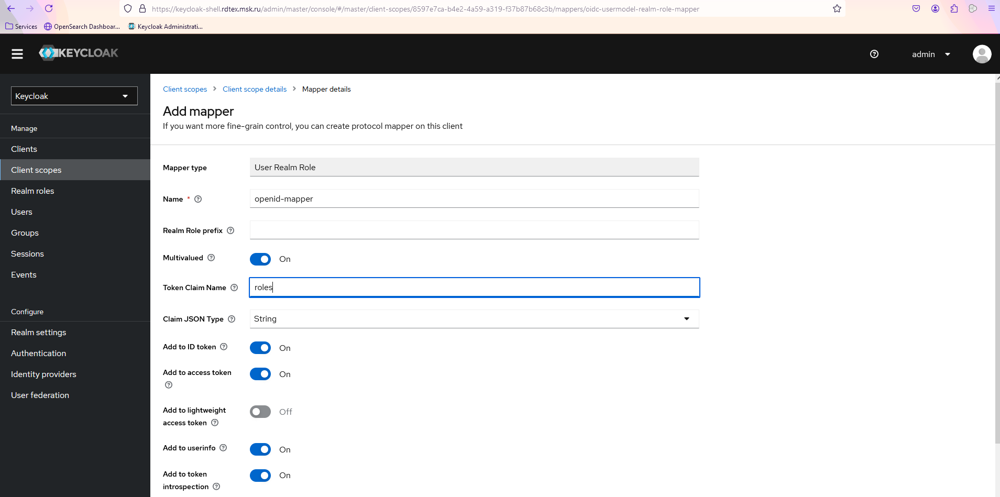 https://keycloak-shell.rdtex.msk.ru/admin/master/console/#/master/client-scopes/8597e7ca-b4e2-4a59-a319-f37b87b68c3b/mappers/oidc-usermodel-realm-role-mapper
Services OpenSearch Dashboar... Keycloak Administrati...
KEYCLOAK
admin
Keycloak
Manage
Clients
Client scopes
Realm roles
Users
Groups
Sessions
Events
Configure
Realm settings
Authentication
Identity providers
User federation
Client scopes > Client scope details > Mapper details
Add mapper
If you want more fine-grain control, you can create protocol mapper on this client
Mapper type User Realm Role
Name * openid-mapper
Realm Role prefix
Multivalued On
Token Claim Name roles
Claim JSON Type String
Add to ID token On
Add to access token On
Add to lightweight
access token Off
Add to userinfo On
Add to token
introspection On